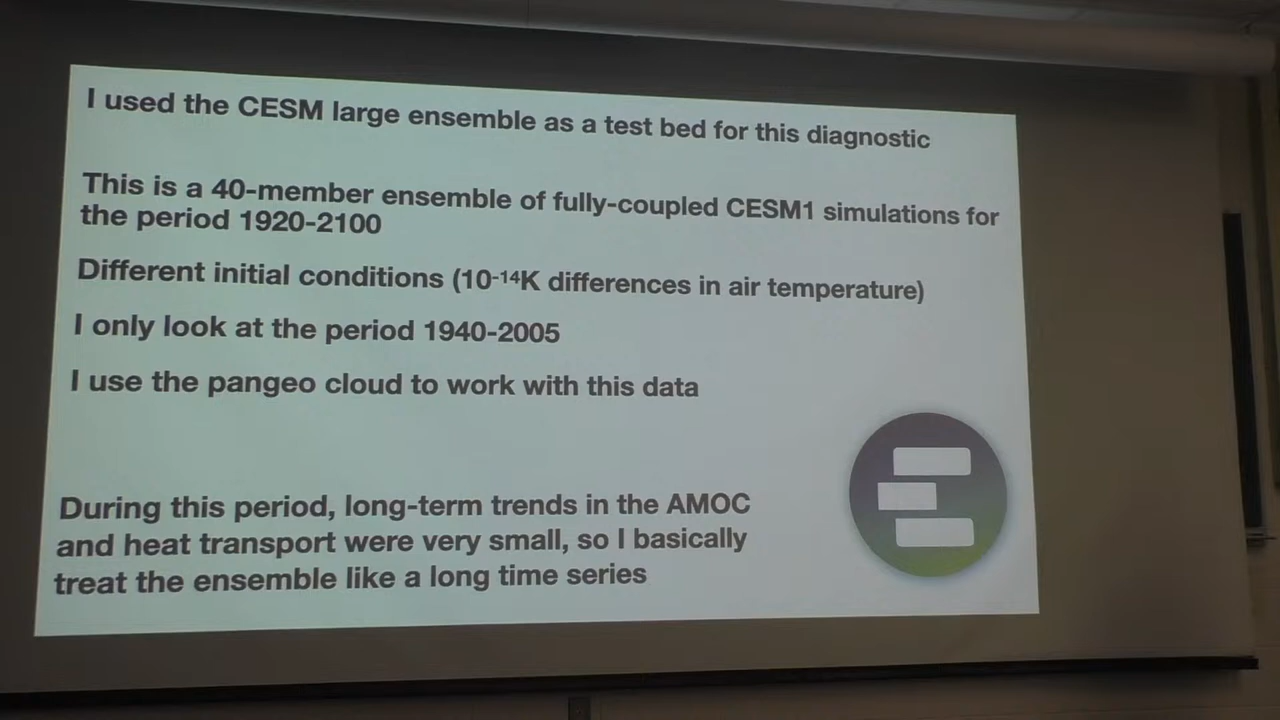 I used the CESM large ensemble as a test bed for this diagnostic
This is a 40-member ensemble of fully-coupled CESM1 simulations for
the period 1920-2100
Different initial conditions (10⁻¹⁴K differences in air temperature)
I only look at the period 1940-2005
I use the pangeo cloud to work with this data
During this period, long-term trends in the AMOC
and heat transport were very small, so I basically
treat the ensemble like a long time series